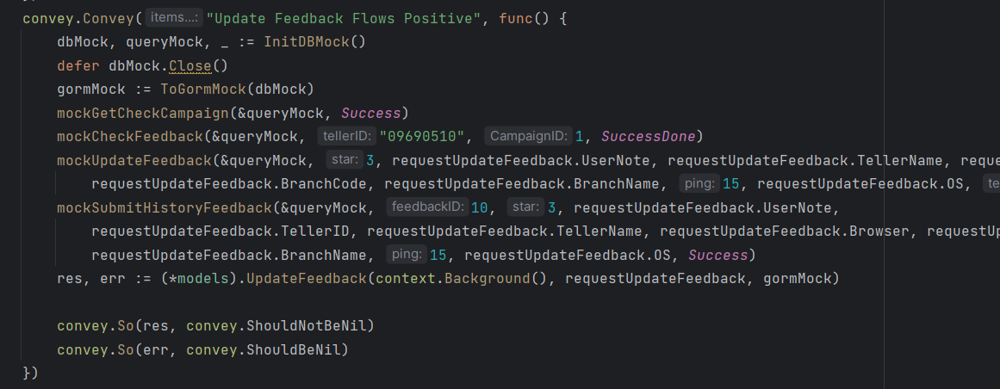 convey.Convey( items...: "Update Feedback Flows Positive", func() {
dbMock, queryMock, _ := InitDBMock()
defer dbMock.Close()
gormMock := ToGormMock(dbMock)
mockGetCheckCampaign(&queryMock, Success)
mockCheckFeedback(&queryMock, tellerID: "09690510", CampaignID: 1, SuccessDone)
mockUpdateFeedback(&queryMock, star: 3, requestUpdateFeedback.UserNote, requestUpdateFeedback.TellerName, reque
requestUpdateFeedback.BranchCode, requestUpdateFeedback.BranchName, ping: 15, requestUpdateFeedback.OS, te
mockSubmitHistoryFeedback(&queryMock, feedbackID: 10, star: 3, requestUpdateFeedback.UserNote,
requestUpdateFeedback.TellerID, requestUpdateFeedback.TellerName, requestUpdateFeedback.Browser, requestUp
requestUpdateFeedback.BranchName, ping: 15, requestUpdateFeedback.OS, Success)
res, err := (*models).UpdateFeedback(context.Background(), requestUpdateFeedback, gormMock)
convey.So(res, convey.ShouldNotBeNil)
convey.So(err, convey.ShouldBeNil)
})